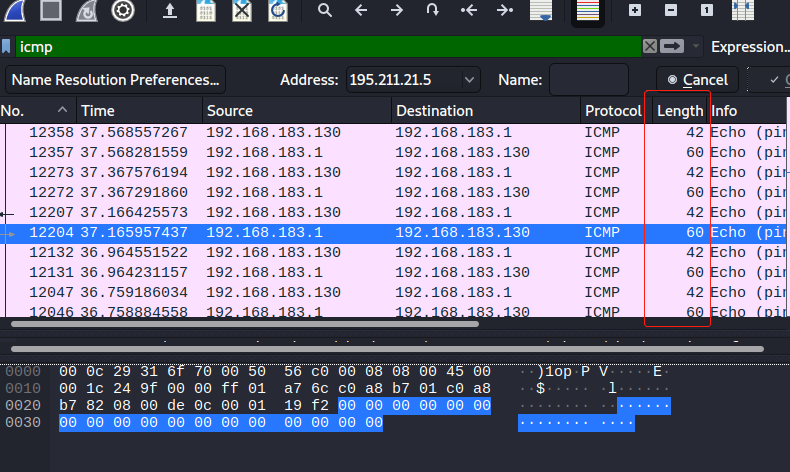 icmp Expression...
Name Resolution Preferences... Address: 195.211.21.5 Name: Cancel
No. Time Source Destination Protocol Length Info
12358 37.568557267 192.168.183.130 192.168.183.1 ICMP 42 Echo (pin
12357 37.568281559 192.168.183.1 192.168.183.130 ICMP 60 Echo (pin
12273 37.367576194 192.168.183.130 192.168.183.1 ICMP 42 Echo (pin
12272 37.367291860 192.168.183.1 192.168.183.130 ICMP 60 Echo (pin
12207 37.166425573 192.168.183.130 192.168.183.1 ICMP 42 Echo (pin
12204 37.165957437 192.168.183.1 192.168.183.130 ICMP 60 Echo (pin
12132 36.964551522 192.168.183.130 192.168.183.1 ICMP 42 Echo (pin
12131 36.964231157 192.168.183.1 192.168.183.130 ICMP 60 Echo (pin
12047 36.759186034 192.168.183.130 192.168.183.1 ICMP 42 Echo (pin
12046 36.758884558 192.168.183.1 192.168.183.130 ICMP 60 Echo (pin
0000 00 0c 29 31 6f 70 00 50 56 c0 00 08 08 00 45 00 ··)1op·P V·····E·
0010 00 1c 24 9f 00 00 ff 01 a7 6c c0 a8 b7 01 c0 a8 ··$····· ·l······
0020 b7 82 08 00 de 0c 00 01 19 f2 00 00 00 00 00 00 ········ ········
0030 00 00 00 00 00 00 00 00 00 00 00 00 ········ ····